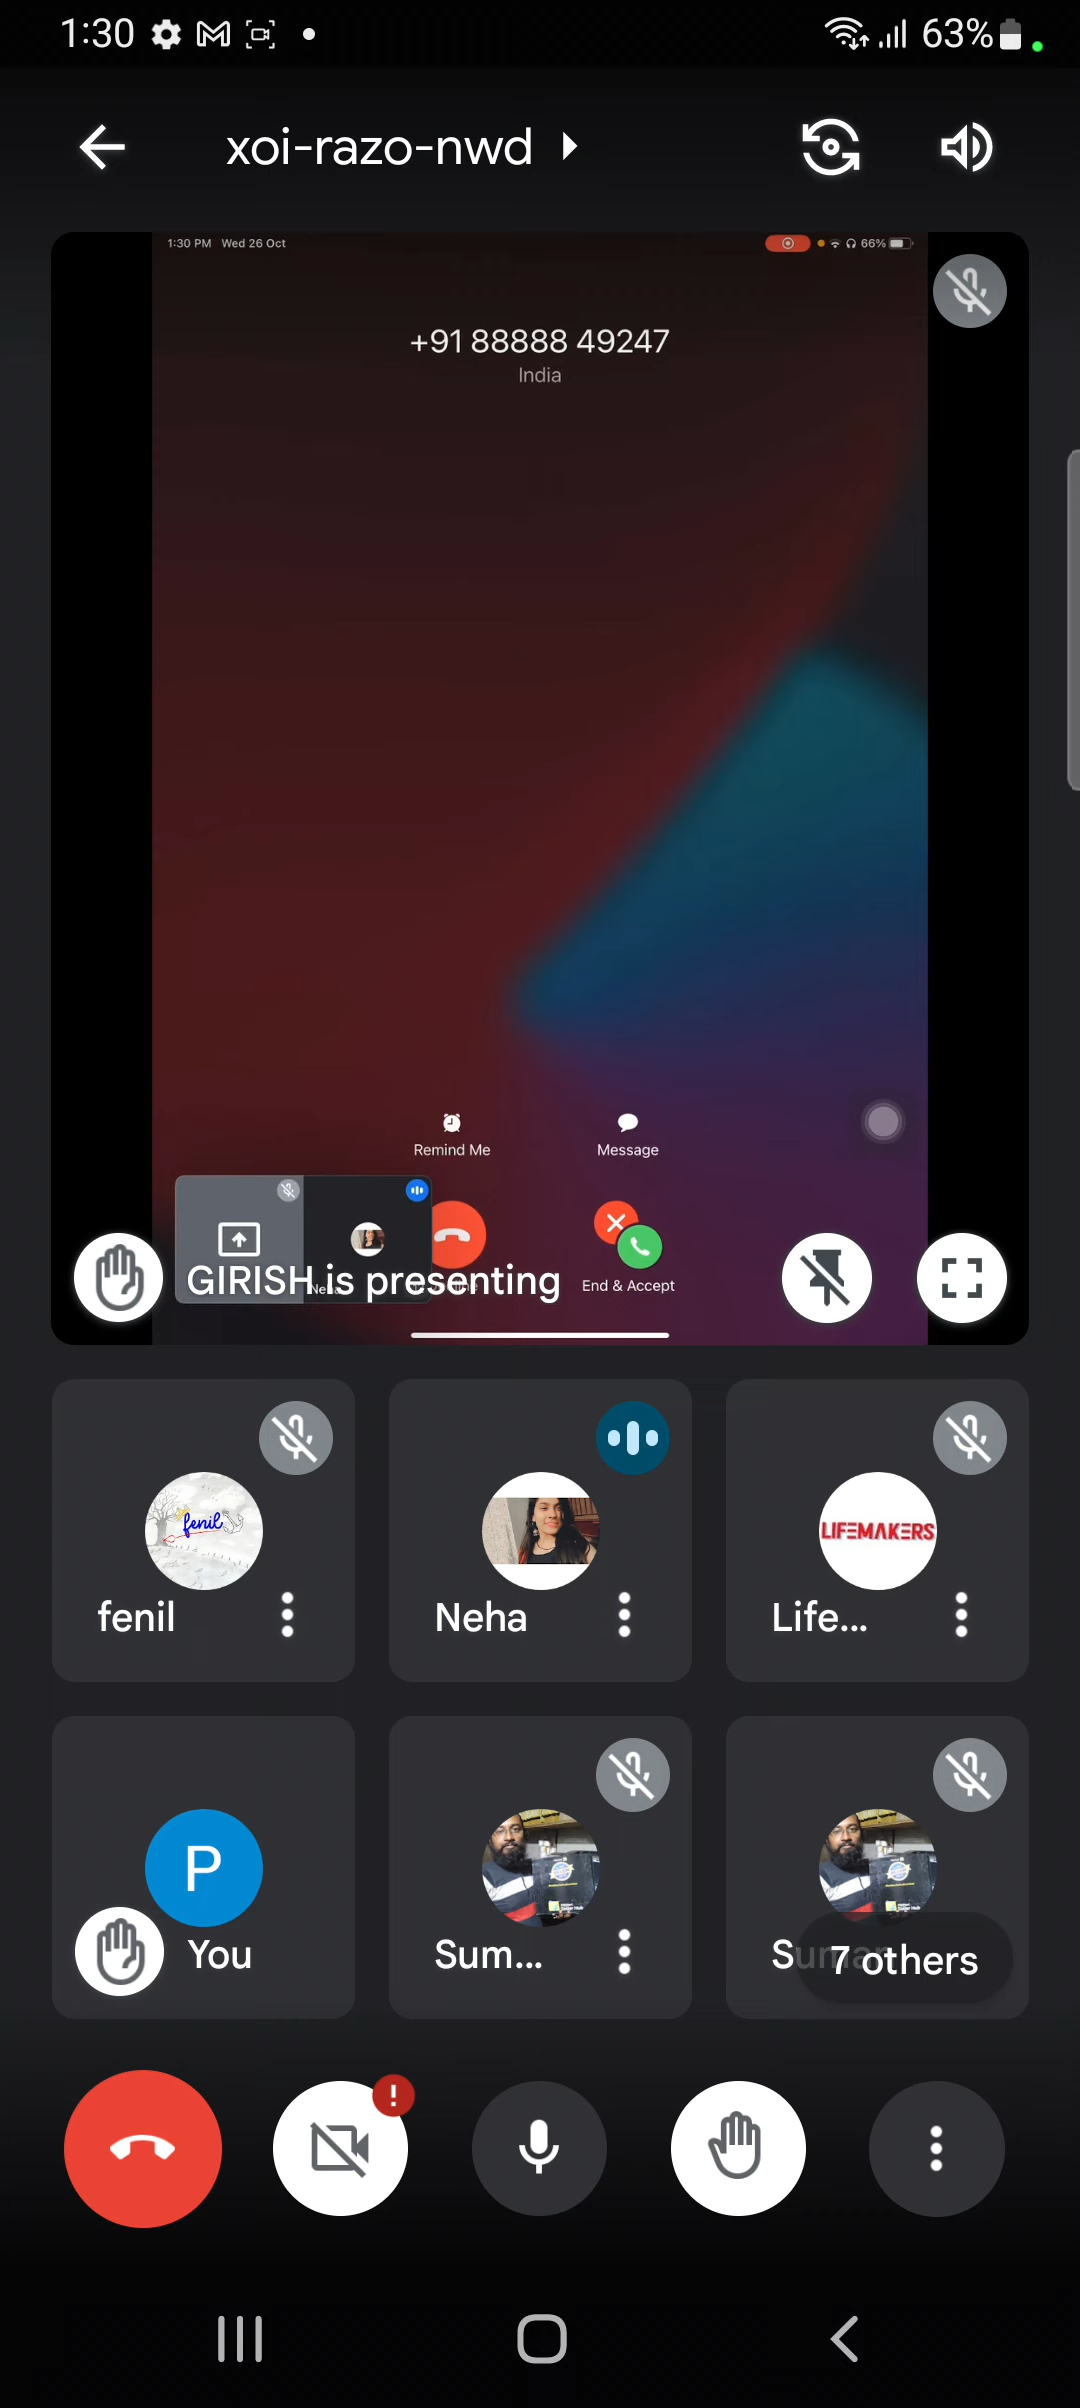 1:30
63%
xoi-razo-nwd
1:30 PM Wed 26 Oct
66%
+91 88888 49247
India
Remind Me
Message
GIRISH is presenting
End & Accept
fenil
LIFEMAKERS
fenil
Neha
Life...
P
You
Sum...
7 others